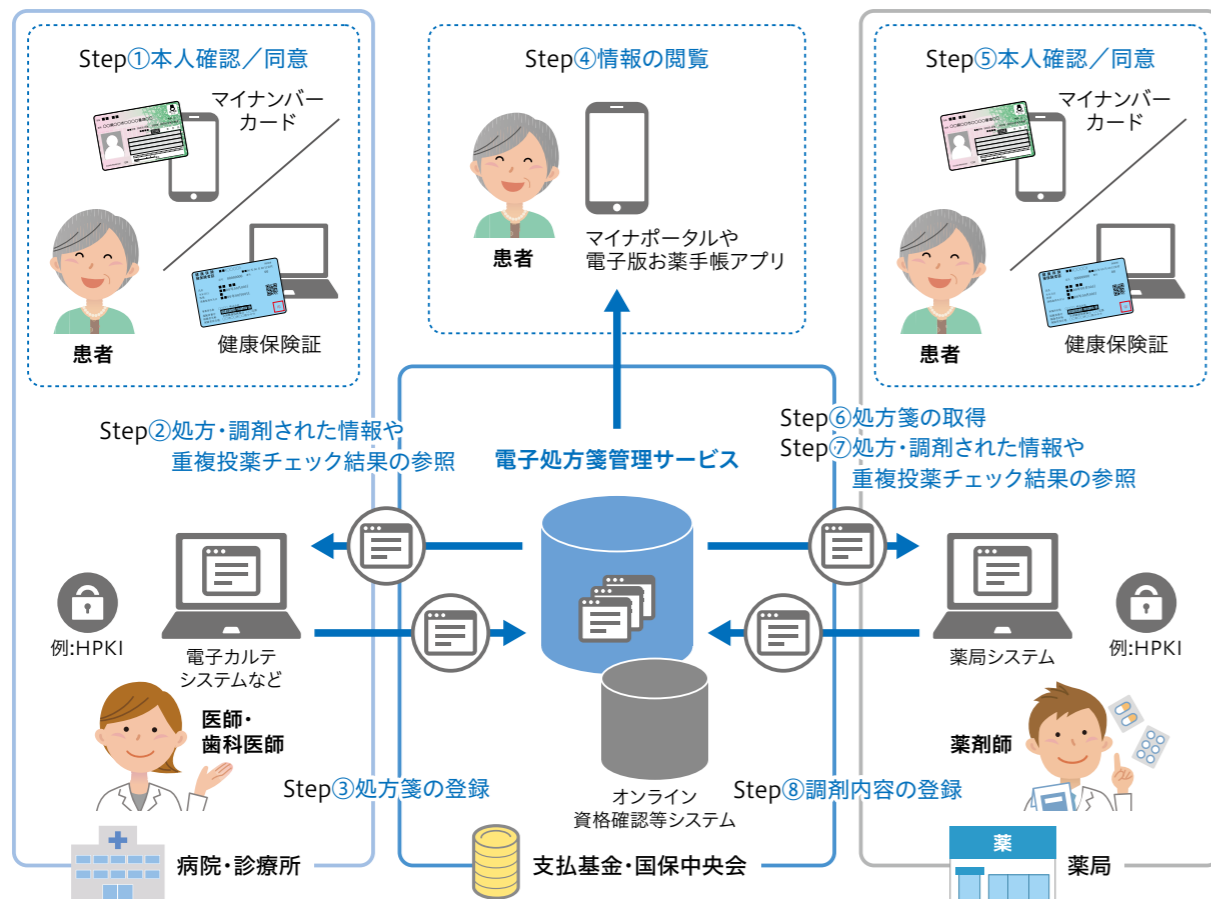 Step①本人確認／同意
マイナンバー
カード
患者
健康保険証
Step④情報の閲覧
患者
マイナポータルや
電子版お薬手帳アプリ
Step⑤本人確認／同意
マイナンバー
カード
患者
健康保険証
Step②処方・調剤された情報や
重複投薬チェック結果の参照
電子処方箋管理サービス
Step⑥処方箋の取得
Step⑦処方・調剤された情報や
重複投薬チェック結果の参照
例:HPKI
電子カルテ
システムなど
医師・
歯科医師
Step③処方箋の登録
オンライン
資格確認等システム
薬局システム
例:HPKI
薬剤師
Step⑧調剤内容の登録
病院・診療所
支払基金・国保中央会
薬
薬局